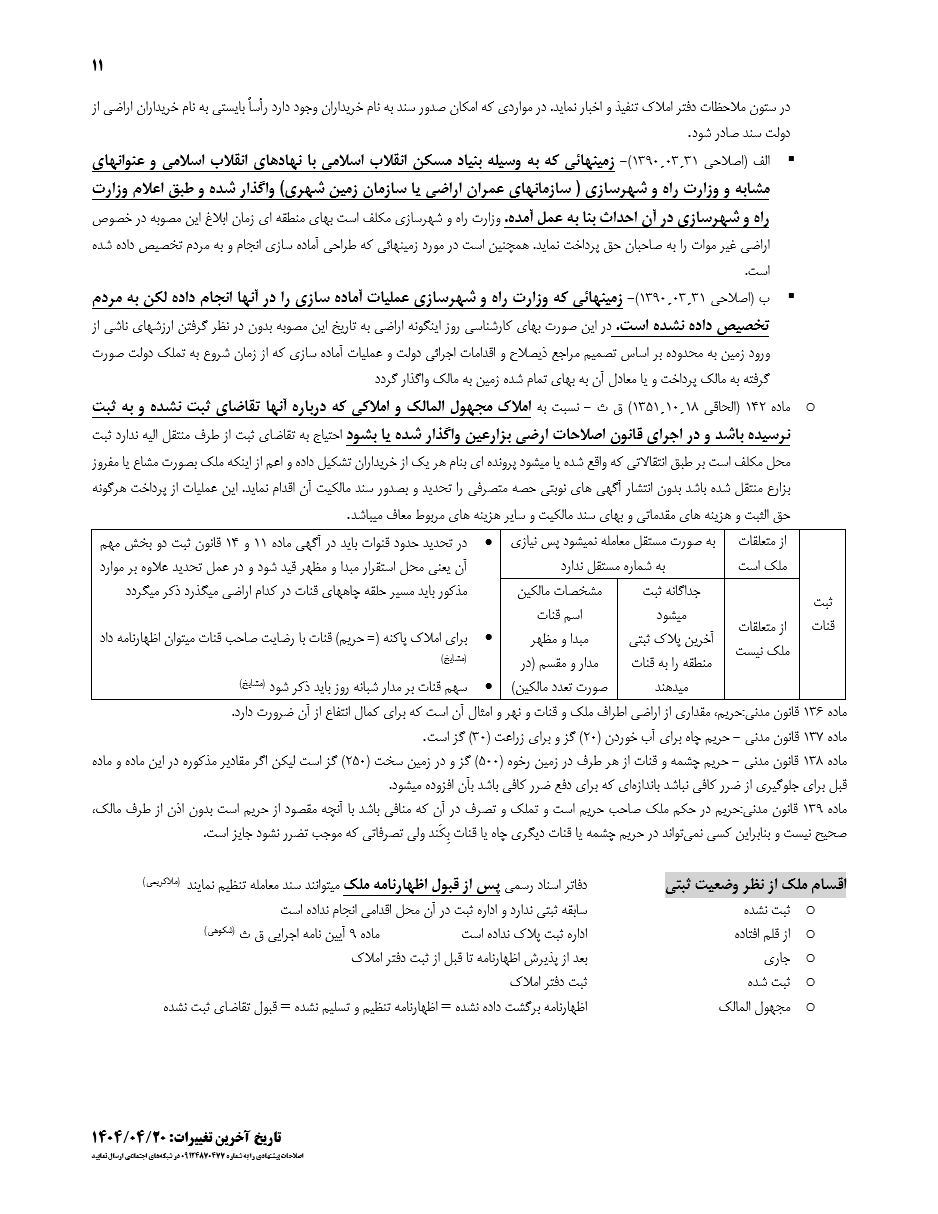 ۱۱
در ستون ملاحظات دفتر املاک تنفیذ و اخبار نماید. در مواردی که امکان صدور سند به نام خریداران وجود دارد رأساً بایستی به نام خریداران اراضی از
دولت سند صادر شود.
▪ الف (اصلاحی ۱۳۹۰,۰۳,۳۱)- زمینهائی که به وسیله بنیاد مسکن انقلاب اسلامی با نهادهای انقلاب اسلامی و عنوانهای
مشابه و وزارت راه و شهرسازی ( سازمانهای عمران اراضی یا سازمان زمین شهری) واگذار شده و طبق اعلام وزارت
راه و شهرسازی در آن احداث بنا به عمل آمده. وزارت راه و شهرسازی مکلف است بهای منطقه ای زمان ابلاغ این مصوبه در خصوص
اراضی غیر موات را به صاحبان حق پرداخت نماید. همچنین است در مورد زمینهائی که طراحی آماده سازی انجام و به مردم تخصیص داده شده
است.
▪ ب (اصلاحی ۱۳۹۰,۰۳,۳۱)- زمینهائی که وزارت راه و شهرسازی عملیات آماده سازی را در آنها انجام داده لکن به مردم
تخصیص داده نشده است. در این صورت بهای کارشناسی روز اینگونه اراضی به تاریخ این مصوبه بدون در نظر گرفتن ارزشهای ناشی از
ورود زمین به محدوده بر اساس تصمیم مراجع ذیصلاح و اقدامات اجرائی دولت و عملیات آماده سازی که از زمان شروع به تملک دولت صورت
گرفته به مالک پرداخت و یا معادل آن به بهای تمام شده زمین به مالک واگذار گردد
○ ماده ۱۴۲ (الحاقی ۱۳۵۱,۱۰,۱۸) ق ث - نسبت به املاک مجهول المالک و املاکی که درباره آنها تقاضای ثبت نشده و به ثبت
نرسیده باشد و در اجرای قانون اصلاحات ارضی بزارعین واگذار شده یا بشود احتیاج به تقاضای ثبت از طرف منتقل الیه ندارد ثبت
محل مکلف است بر طبق انتقالاتی که واقع شده یا میشود پرونده ای بنام هر یک از خریداران تشکیل داده و اعم از اینکه ملک بصورت مشاع یا مفروز
بزارع منتقل شده باشد بدون انتشار آگهی های نوبتی حصه متصرفی را تحدید و بصدور سند مالکیت آن اقدام نماید. این عملیات از پرداخت هرگونه
حق الثبت و هزینه های مقدماتی و بهای سند مالکیت و سایر هزینه های مربوط معاف میباشد.
ثبت
قنات
از متعلقات
ملک است
به صورت مستقل معامله نمیشود پس نیازی
به شماره مستقل ندارد
از متعلقات
ملک نیست
جداگانه ثبت
میشود
آخرین پلاک ثبتی
منطقه را به قنات
میدهند
مشخصات مالکین
اسم قنات
مبدا و مظهر
مدار و مقسم (در
صورت تعدد مالکین)
● در تحدید حدود قنوات باید در آگهی ماده ۱۱ و ۱۴ قانون ثبت دو بخش مهم
آن یعنی محل استقرار مبدا و مظهر قید شود و در عمل تحدید علاوه بر موارد
مذکور باید مسیر حلقه چاههای قنات در کدام اراضی میگذرد ذکر میگردد
● برای املاک پاکنه (= حریم) قنات با رضایت صاحب قنات میتوان اظهارنامه داد
(مشایخ)
● سهم قنات بر مدار شبانه روز باید ذکر شود (مشایخ)
ماده ۱۳۶ قانون مدنی:حریم، مقداری از اراضی اطراف ملک و قنات و نهر و امثال آن است که برای کمال انتفاع از آن ضرورت دارد.
ماده ۱۳۷ قانون مدنی - حریم چاه برای آب خوردن (۲۰) گز و برای زراعت (۳۰) گز است.
ماده ۱۳۸ قانون مدنی - حریم چشمه و قنات از هر طرف در زمین رخوه (۵۰۰) گز و در زمین سخت (۲۵۰) گز است لیکن اگر مقادیر مذکوره در این ماده و ماده
قبل برای جلوگیری از ضرر کافی نباشد باندازه‌ای که برای دفع ضرر کافی باشد بآن افزوده میشود.
ماده ۱۳۹ قانون مدنی:حریم در حکم ملک صاحب حریم است و تملک و تصرف در آن که منافی باشد با آنچه مقصود از حریم است بدون اذن از طرف مالک،
صحیح نیست و بنابراین کسی نمی‌تواند در حریم چشمه یا قنات دیگری چاه یا قنات بِکَند ولی تصرفاتی که موجب تضرر نشود جایز است.
اقسام ملک از نظر وضعیت ثبتی دفاتر اسناد رسمی پس از قبول اظهارنامه ملک میتوانند سند معامله تنظیم نمایند (ملاکریمی)
○ ثبت نشده سابقه ثبتی ندارد و اداره ثبت در آن محل اقدامی انجام نداده است
○ از قلم افتاده اداره ثبت پلاک نداده است ماده ۹ آیین نامه اجرایی ق ث (شکوهی)
○ جاری بعد از پذیرش اظهارنامه تا قبل از ثبت دفتر املاک
○ ثبت شده ثبت دفتر املاک
○ مجهول المالک اظهارنامه برگشت داده نشده = اظهارنامه تنظیم و تسلیم نشده = قبول تقاضای ثبت نشده
تاریخ آخرین تغییرات: ۱۴۰۴/۰۴/۲۰
اصلاحات پیشنهادی را به شماره ۰۹۱۲۴۸۷۰۴۷۷ در شبکه‌های اجتماعی ارسال نمایید